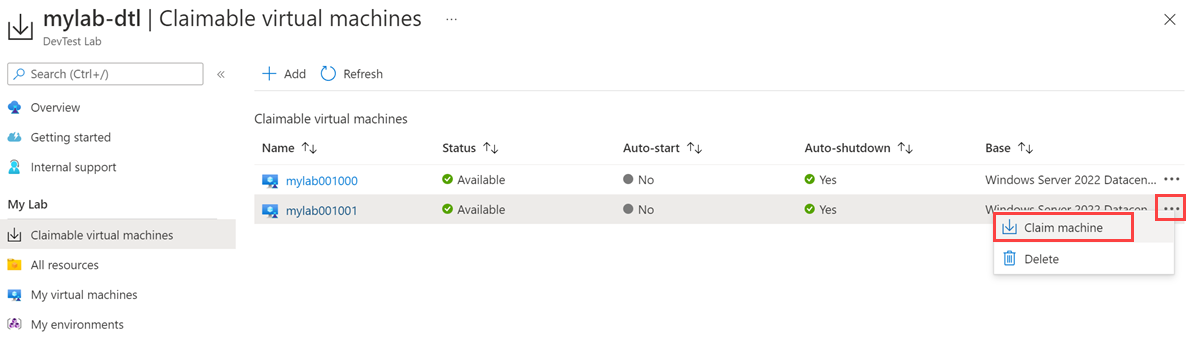 mylab-dtl | Claimable virtual machines ...
DevTest Lab
Search (Ctrl+/)
«
Add
Refresh
Overview
Getting started
Internal support
My Lab
Claimable virtual machines
All resources
My virtual machines
My environments
Claimable virtual machines
Name Status Auto-start Auto-shutdown Base
mylab001000 Available No Yes Windows Server 2022 Datacen... ...
mylab001001 Available No Yes Windows Server 2022 Datacen ...
Claim machine
Delete